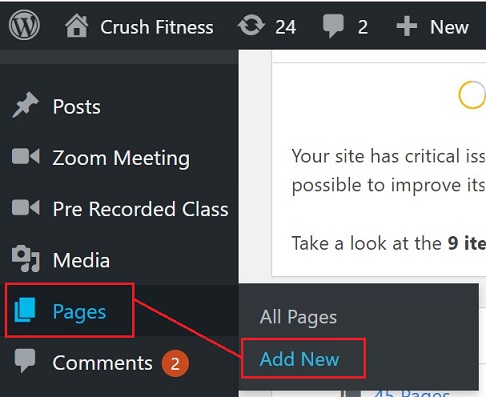 Crush Fitness 24 2 New
Posts
Zoom Meeting
Pre Recorded Class
Media
Pages
Comments 2
Your site has critical iss
possible to improve its
Take a look at the 9 ite
All Pages
Add New
45 Pages